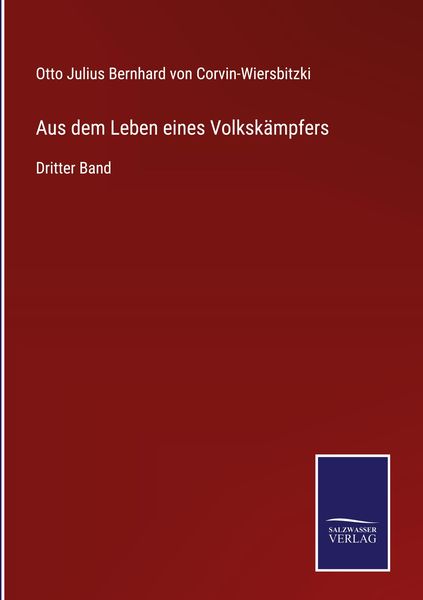 Otto Julius Bernhard von Corvin-Wiersbitzki
Aus dem Leben eines Volkskämpfers
Dritter Band
SALZWASSER
VERLAG